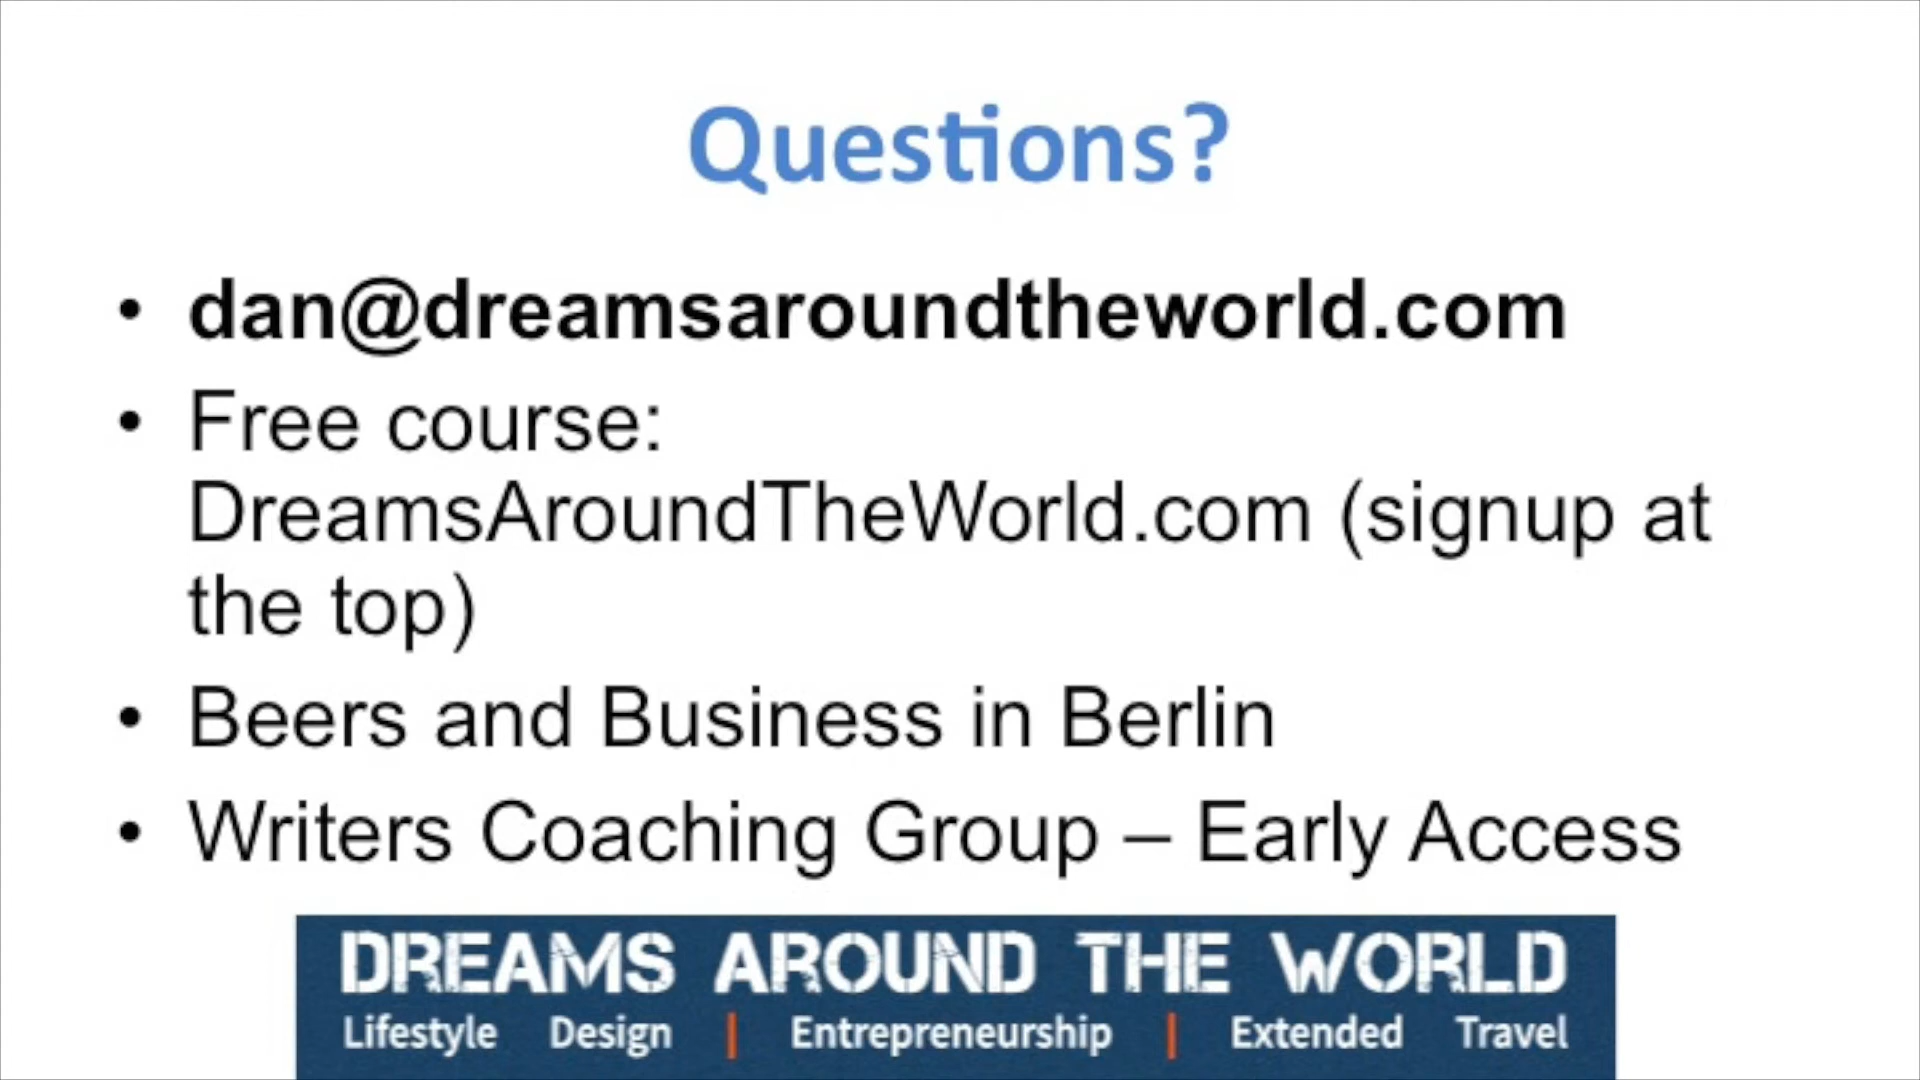 Questions?
• dan@dreamsaroundtheworld.com
• Free course:
DreamsAroundTheWorld.com (signup at
the top)
• Beers and Business in Berlin
• Writers Coaching Group – Early Access
DREAMS AROUND THE WORLD
Lifestyle Design | Entrepreneurship | Extended Travel